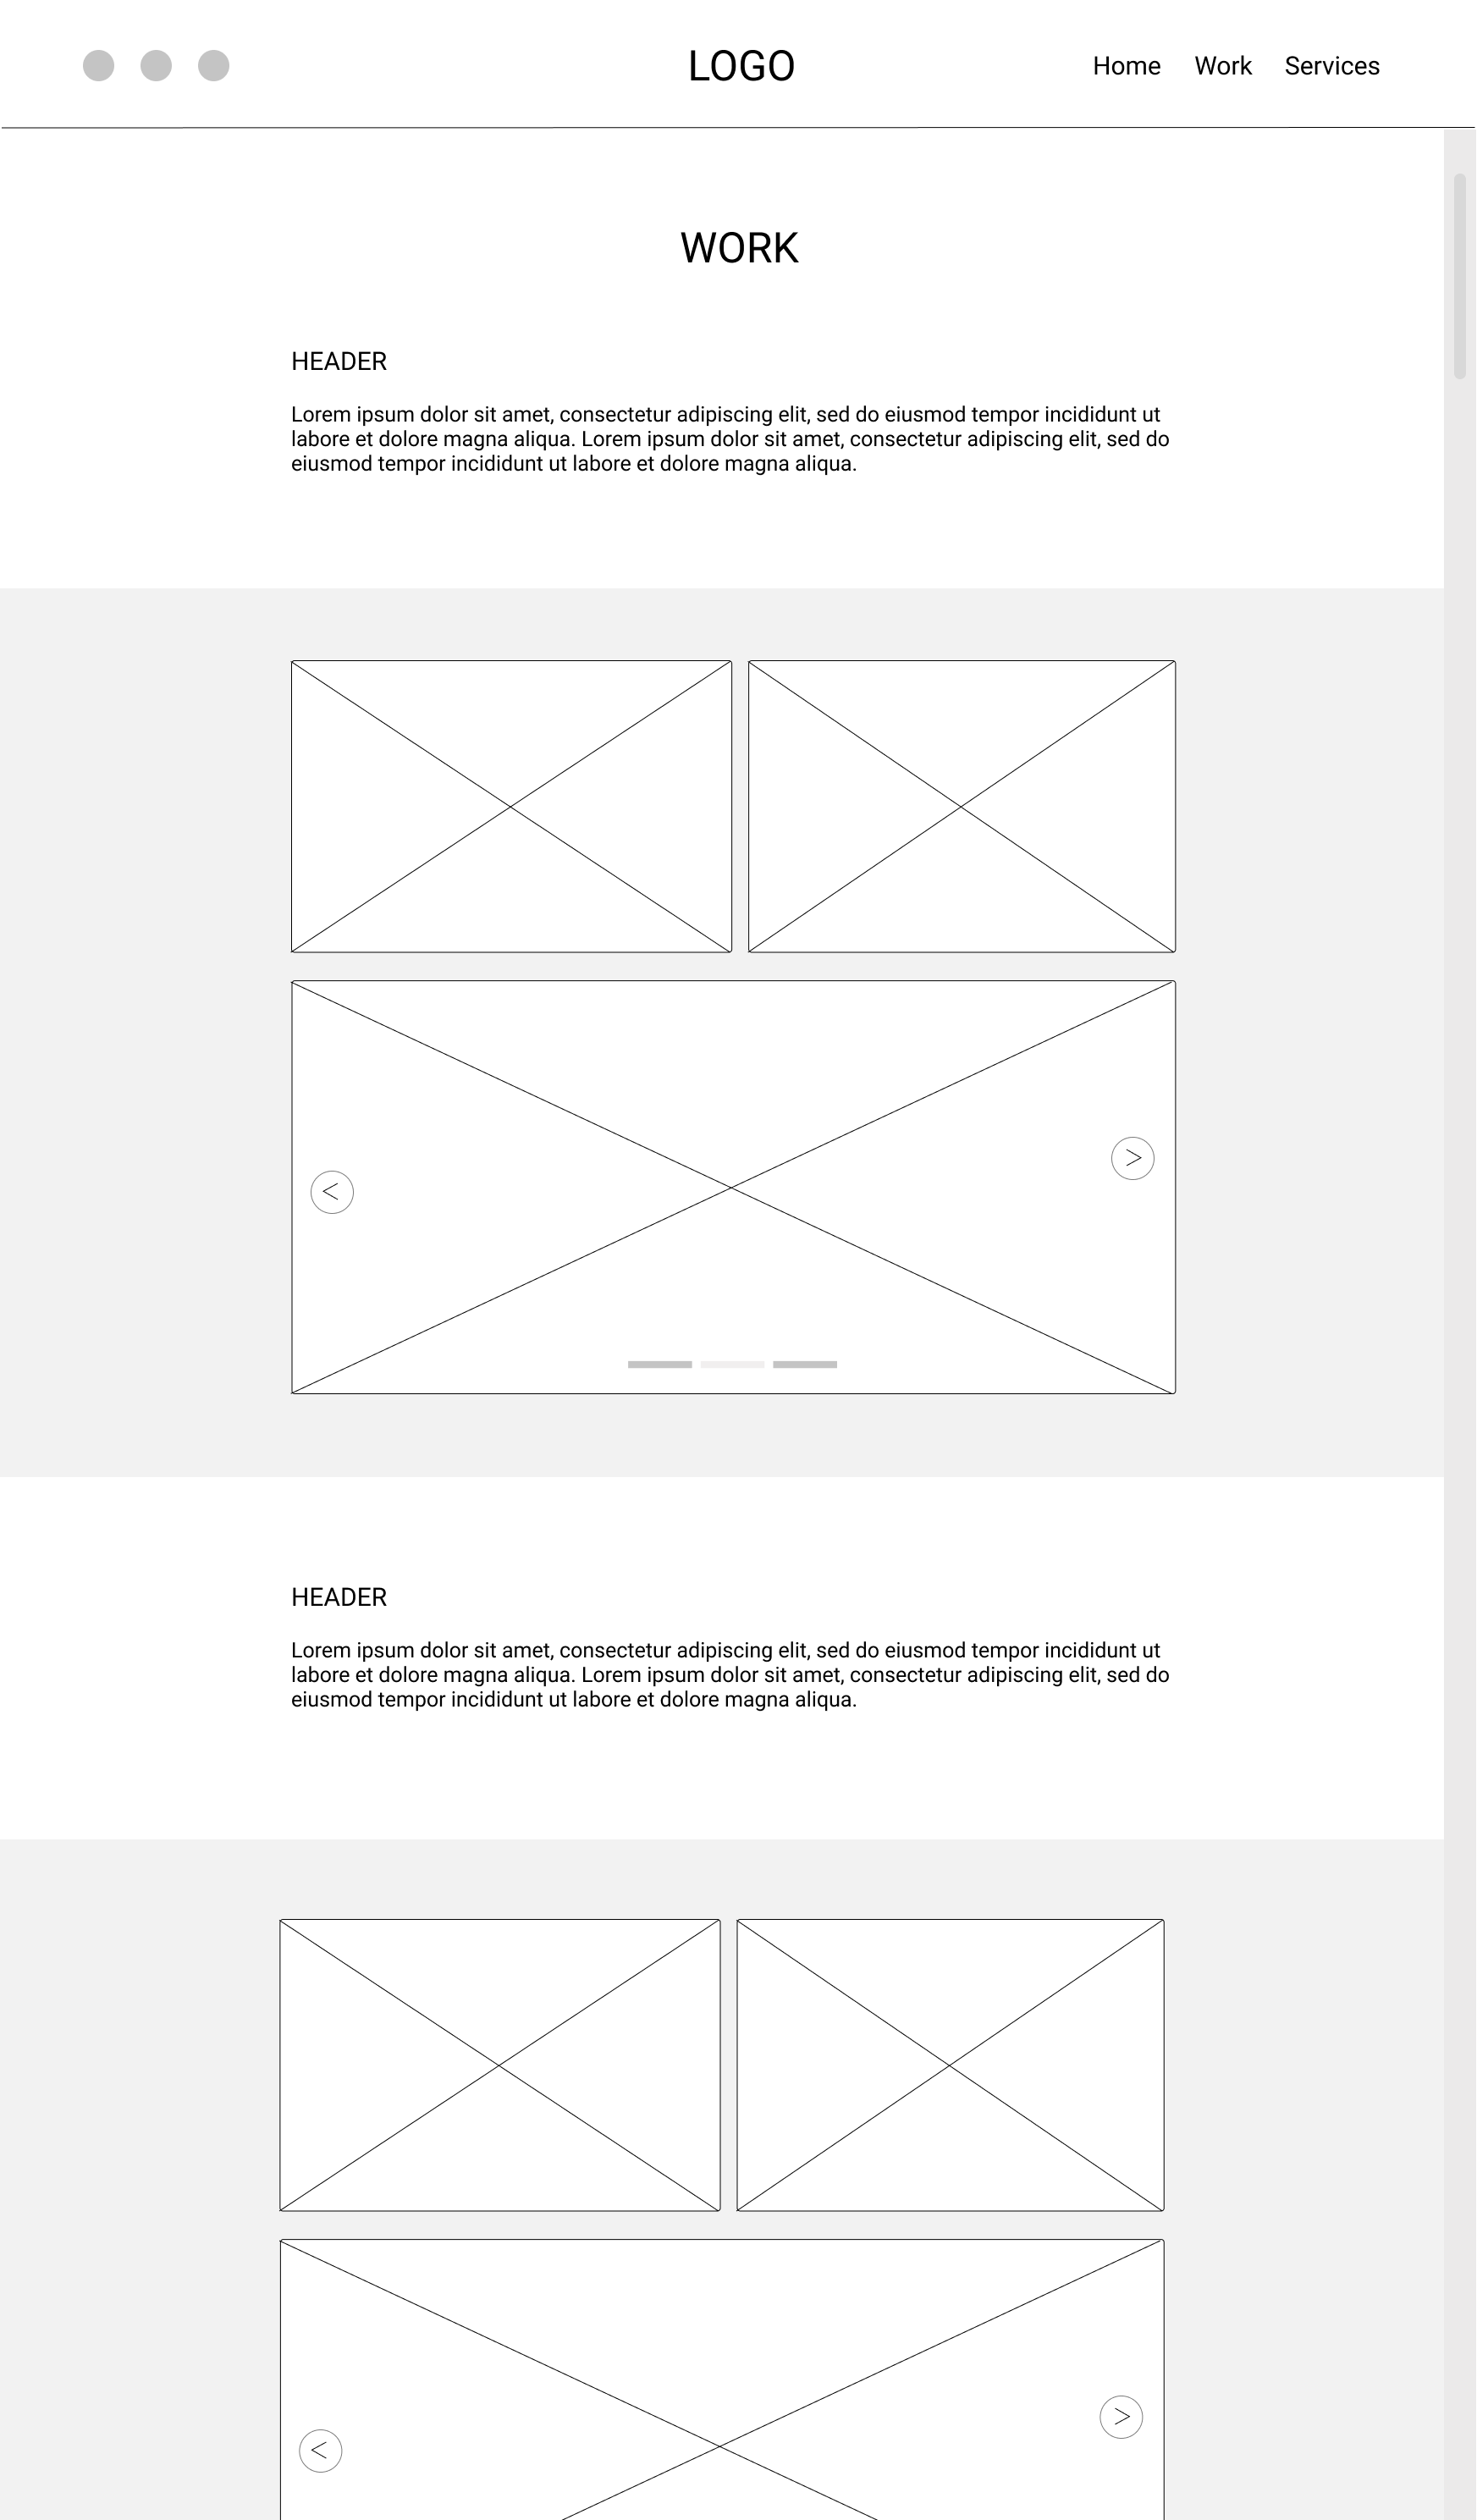 LOGO
Home Work Services
WORK
HEADER
Lorem ipsum dolor sit amet, consectetur adipiscing elit, sed do eiusmod tempor incididunt ut
labore et dolore magna aliqua. Lorem ipsum dolor sit amet, consectetur adipiscing elit, sed do
eiusmod tempor incididunt ut labore et dolore magna aliqua.
HEADER
Lorem ipsum dolor sit amet, consectetur adipiscing elit, sed do eiusmod tempor incididunt ut
labore et dolore magna aliqua. Lorem ipsum dolor sit amet, consectetur adipiscing elit, sed do
eiusmod tempor incididunt ut labore et dolore magna aliqua.